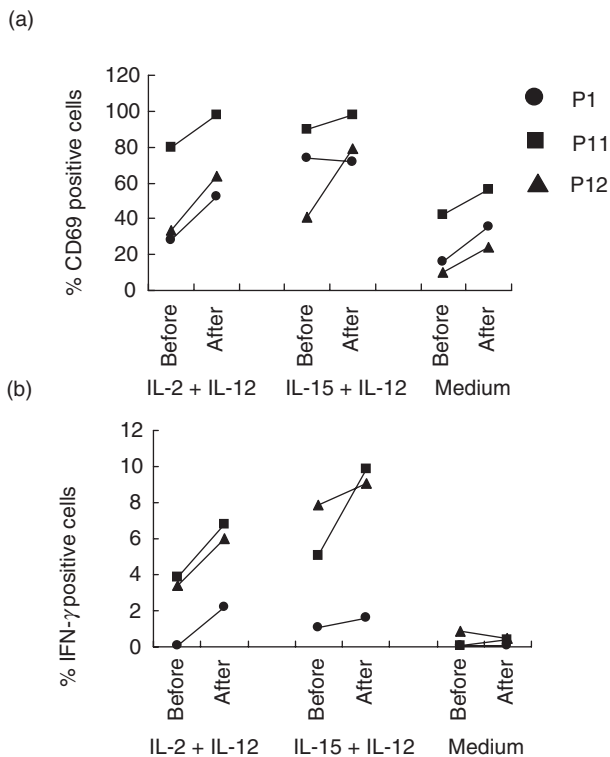 (a)
120
100
80
60
40
20
0
% CD69 positive cells
Before
After
Before
After
Before
After
IL-2 + IL-12
IL-15 + IL-12
Medium
P1
P11
P12
(b)
12
10
8
6
4
2
0
% IFN-γpositive cells
Before
After
Before
After
Before
After
IL-2 + IL-12
IL-15 + IL-12
Medium